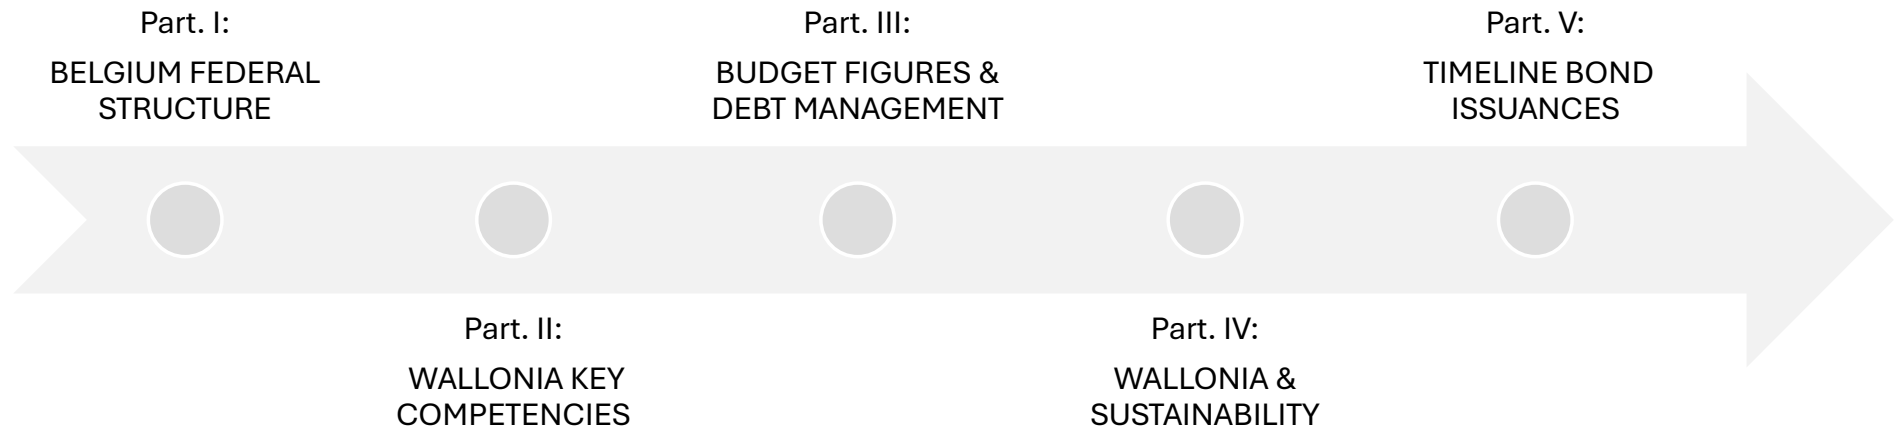 Part. I:
BELGIUM FEDERAL
STRUCTURE
Part. II:
WALLONIA KEY
COMPETENCIES
Part. III:
BUDGET FIGURES &
DEBT MANAGEMENT
Part. IV:
WALLONIA &
SUSTAINABILITY
Part. V:
TIMELINE BOND
ISSUANCES